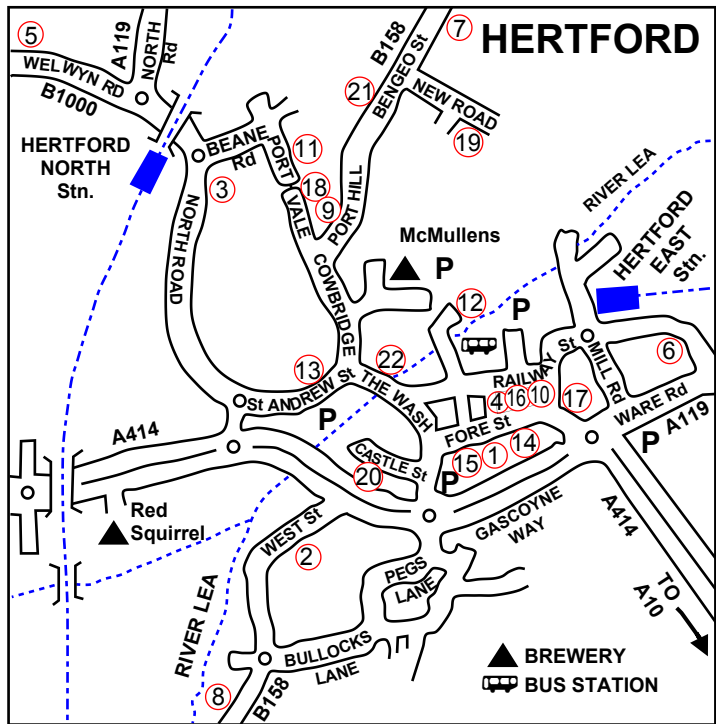 HERTFORD
5
A119
NORTH
Rd
B158
7
WELWYN RD
B1000
21
BENGEO St
NEW ROAD
19
HERTFORD
NORTH
Stn.
BEANE
Rd
PORT
VALE
11
3
18
9
PORT HILL
RIVER LEA
NORTH ROAD
McMullens
P
HERTFORD
EAST
Stn.
COWBRIDGE
12
P
13
22
RAILWAY St
MILL Rd
6
St ANDREW St
THE WASH
4
16
10
17
WARE Rd
A119
P
FORE St
P
A414
CASTLE St
20
15
1
14
P
Red
Squirrel
WEST St
GASCOYNE
WAY
A414
2
PEGS
LANE
TO
A10
RIVER LEA
BULLOCKS
LANE
8
B158
BREWERY
BUS STATION